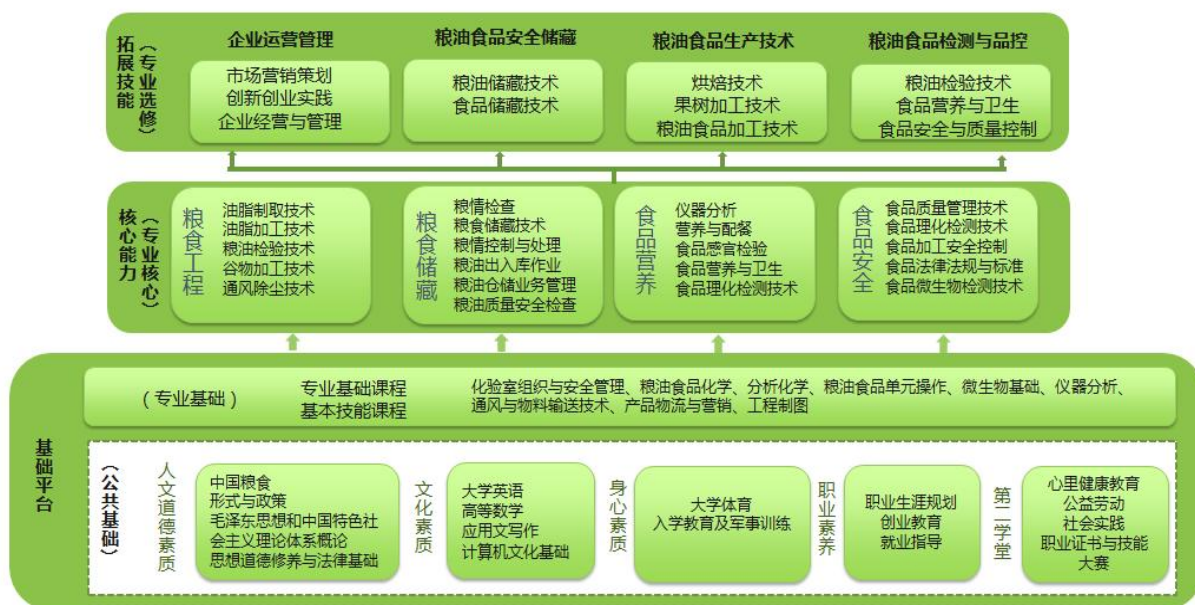 拓展技能
（专业选修）
企业运营管理
市场营销策划
创新创业实践
企业经营与管理
粮油食品安全储藏
粮油储藏技术
食品储藏技术
粮油食品生产技术
烘焙技术
果树加工技术
粮油食品加工技术
粮油食品检测与品控
粮油检验技术
食品营养与卫生
食品安全与质量控制
核心能力
（专业核心）
粮食工程
油脂制取技术
油脂加工技术
粮油检验技术
谷物加工技术
通风除尘技术
粮食储藏
粮情检查
粮食储藏技术
粮情控制与处理
粮油出入库作业
粮油仓储业务管理
粮油质量安全检查
食品营养
仪器分析
营养与配餐
食品感官检验
食品营养与卫生
食品理化检测技术
食品安全
食品质量管理技术
食品理化检测技术
食品加工安全控制
食品法律法规与标准
食品微生物检测技术
基础平台
（专业基础）
专业基础课程
基本技能课程
化验室组织与安全管理、粮油食品化学、分析化学、粮油食品单元操作、微生物基础、仪器分析、
通风与物料输送技术、产品物流与营销、工程制图
（公共基础）
人文道德素质
中国粮食
形式与政策
毛泽东思想和中国特色社
会主义理论体系概论
思想道德修养与法律基础
文化素质
大学英语
高等数学
应用文写作
计算机文化基础
身心素质
大学体育
入学教育及军事训练
职业素养
职业生涯规划
创业教育
就业指导
第二学堂
心里健康教育
公益劳动
社会实践
职业证书与技能
大赛